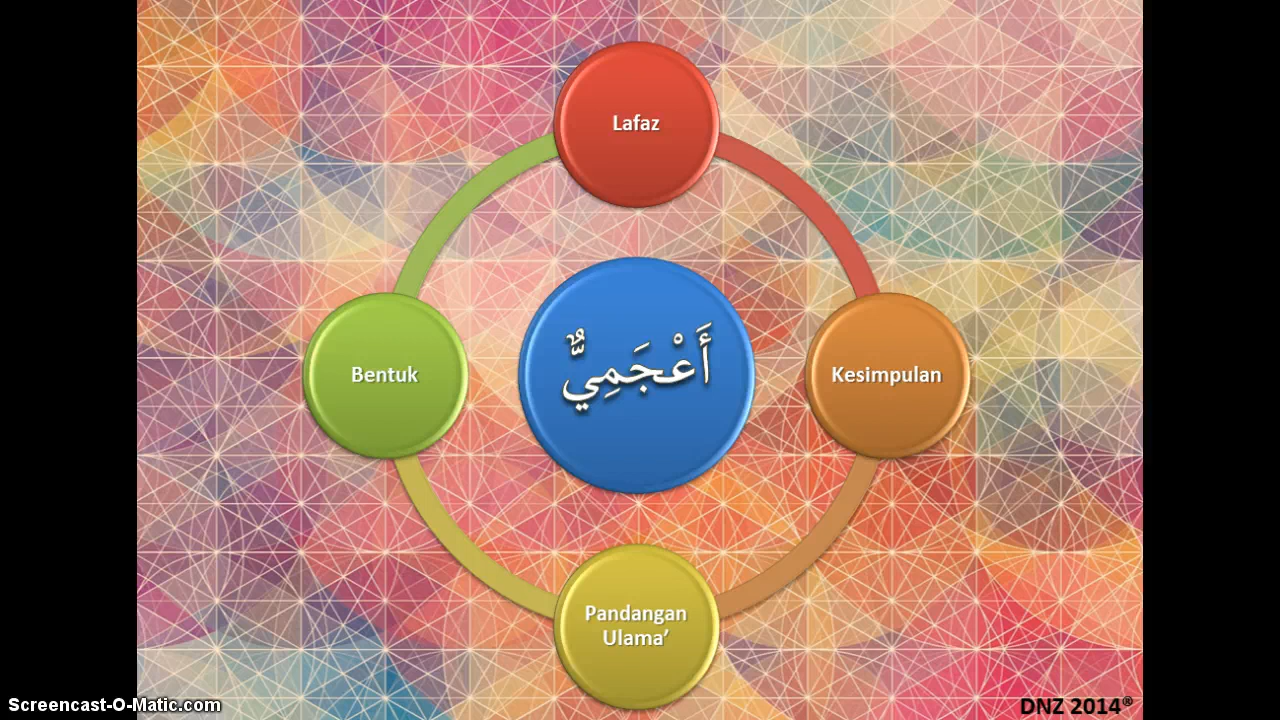 Lafaz
Bentuk
أَعْجَمِيٌّ
Kesimpulan
Pandangan
Ulama’
Screencast-O-Matic.com
DNZ 2014®